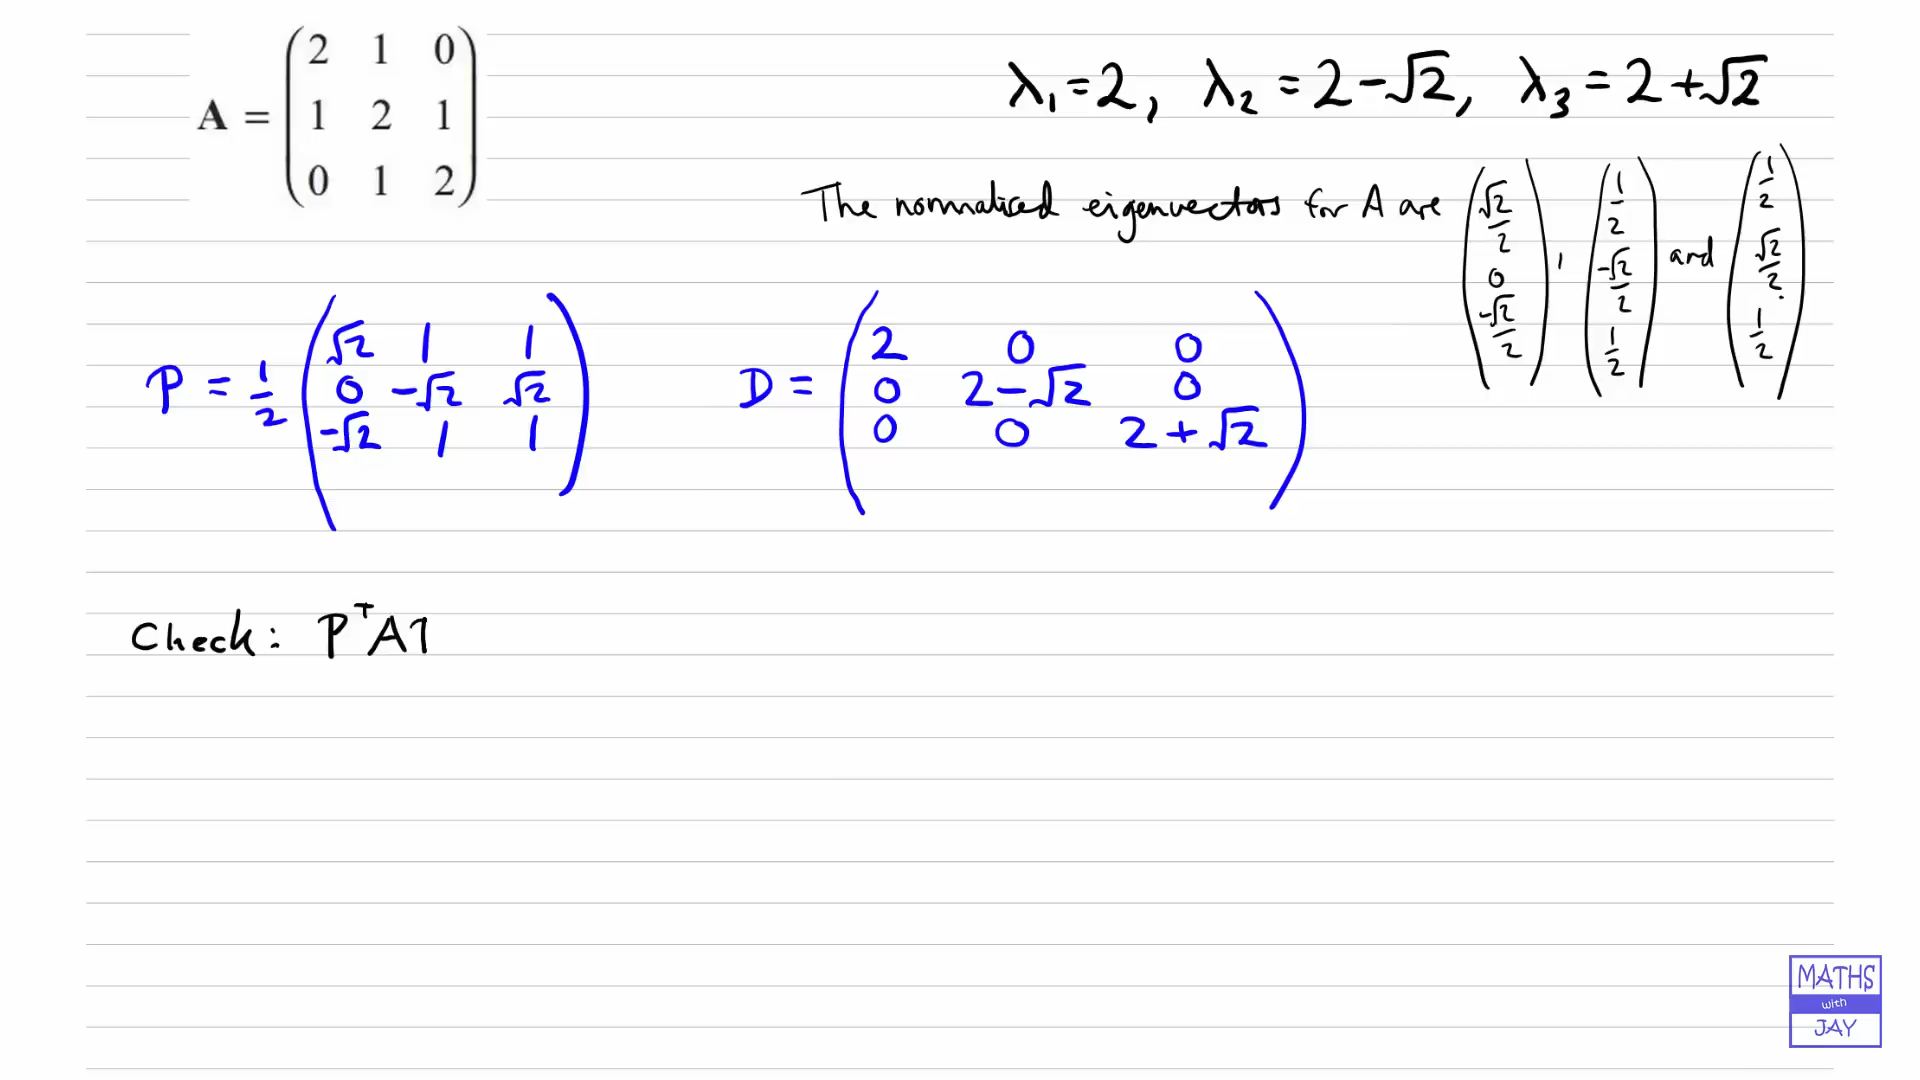 A = (2 1 0
1 2 1
0 1 2)
λ₁ = 2, λ₂ = 2 − √2, λ₃ = 2 + √2
The normalised eigenvectors for A are (√2/2, 0, −√2/2), (1/2, −√2/2, 1/2) and (1/2, √2/2, 1/2)
P = 1/2 (√2 1 1
0 −√2 √2
−√2 1 1)
D = (2 0 0
0 2 − √2 0
0 0 2 + √2)
Check: PᵀA
MATHS
with
JAY